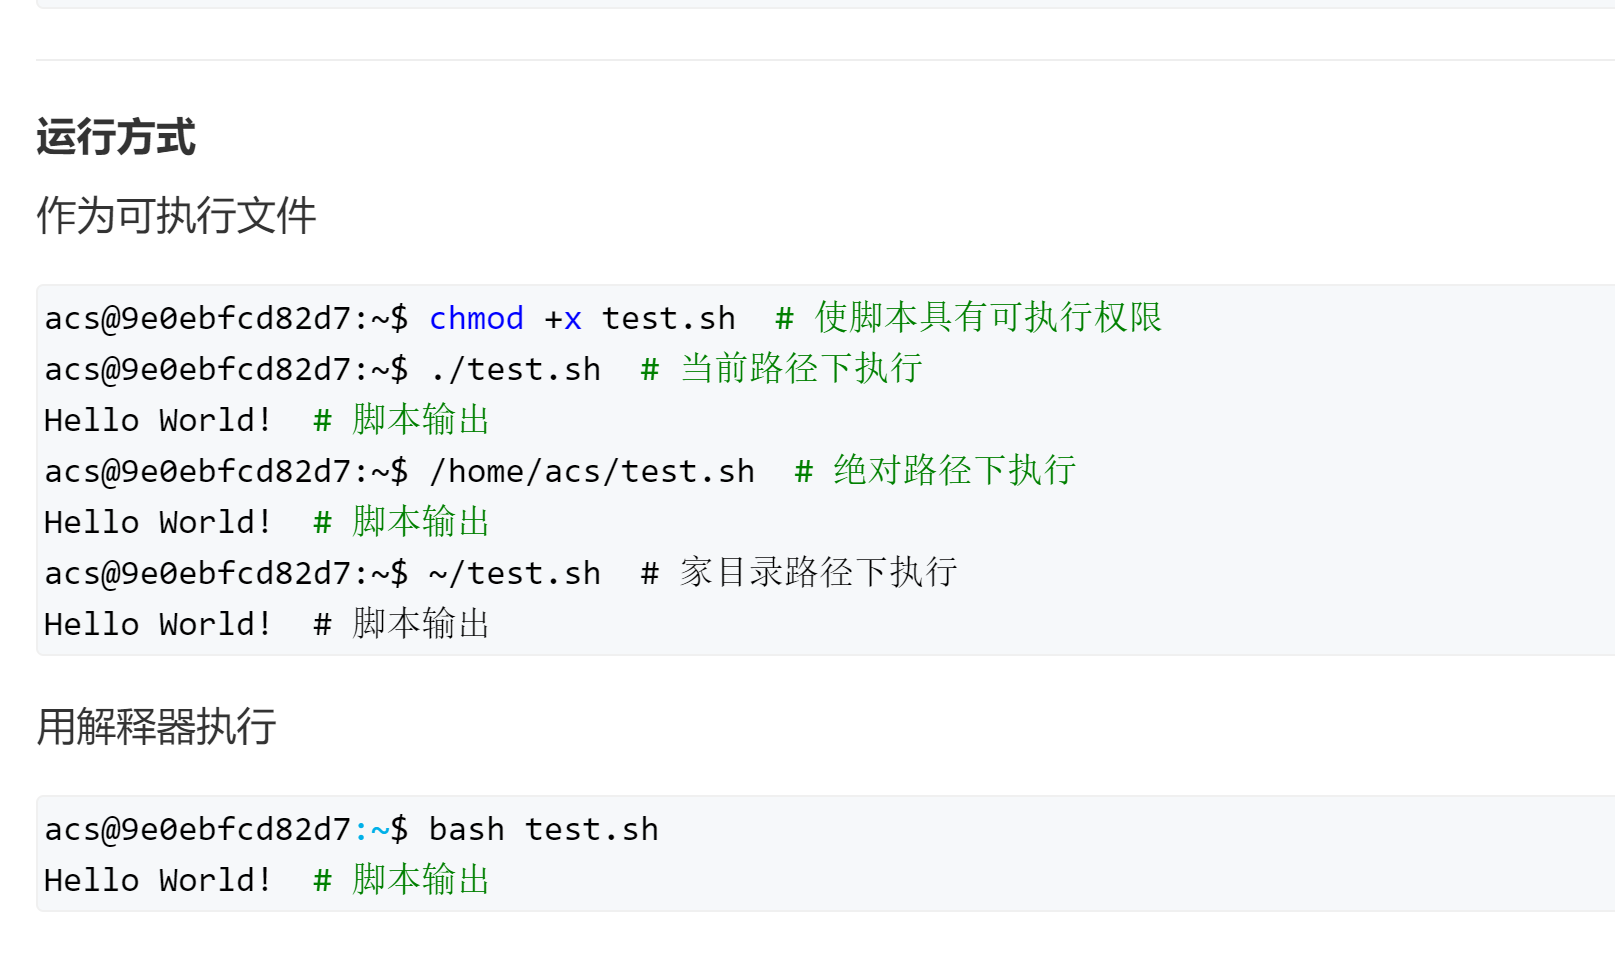 运行方式
作为可执行文件
acs@9e0ebfcd82d7:~$ chmod +x test.sh  # 使脚本具有可执行权限
acs@9e0ebfcd82d7:~$ ./test.sh  # 当前路径下执行
Hello World!  # 脚本输出
acs@9e0ebfcd82d7:~$ /home/acs/test.sh  # 绝对路径下执行
Hello World!  # 脚本输出
acs@9e0ebfcd82d7:~$ ~/test.sh  # 家目录路径下执行
Hello World!  # 脚本输出
用解释器执行
acs@9e0ebfcd82d7:~$ bash test.sh
Hello World!  # 脚本输出